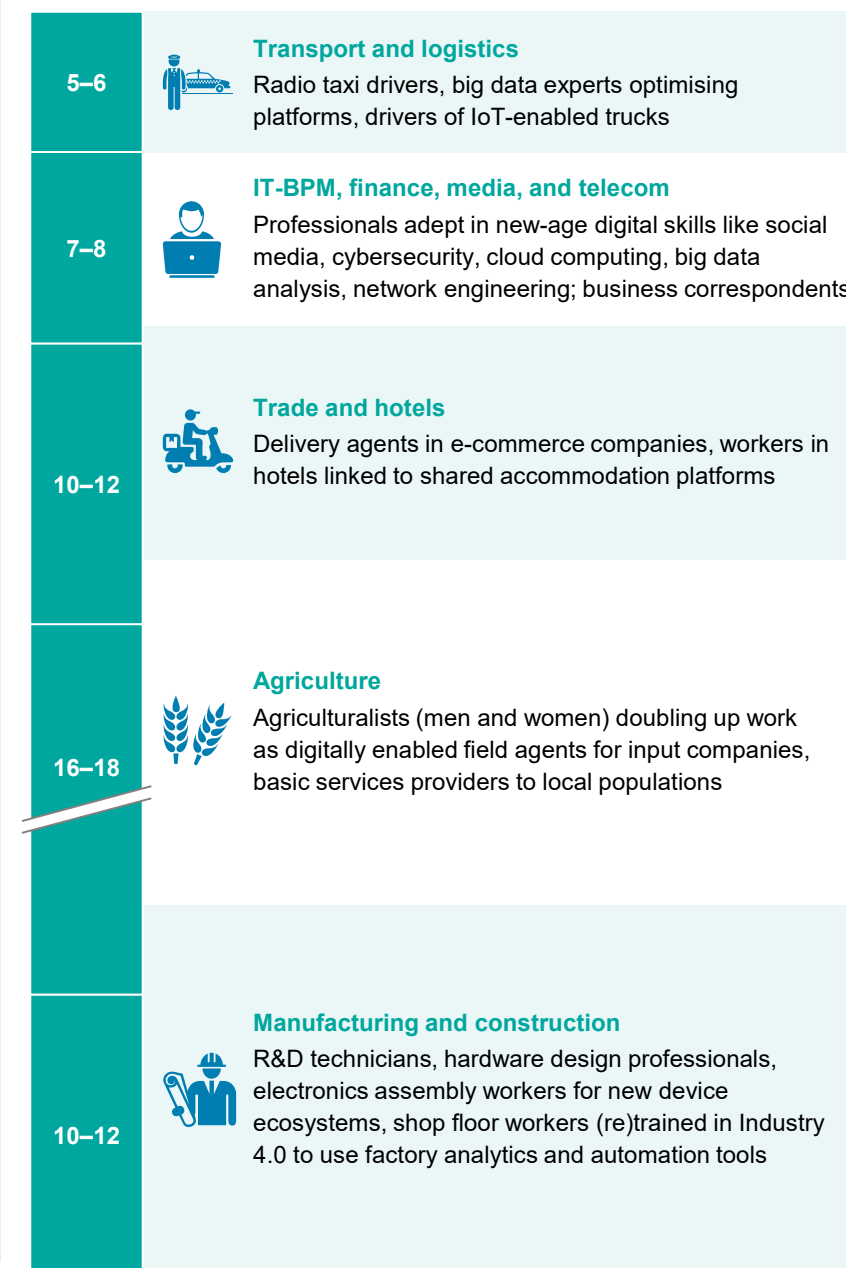 5–6
Transport and logistics
Radio taxi drivers, big data experts optimising
platforms, drivers of IoT-enabled trucks
7–8
IT-BPM, finance, media, and telecom
Professionals adept in new-age digital skills like social
media, cybersecurity, cloud computing, big data
analysis, network engineering; business correspondents
10–12
Trade and hotels
Delivery agents in e-commerce companies, workers in
hotels linked to shared accommodation platforms
16–18
Agriculture
Agriculturalists (men and women) doubling up work
as digitally enabled field agents for input companies,
basic services providers to local populations
10–12
Manufacturing and construction
R&D technicians, hardware design professionals,
electronics assembly workers for new device
ecosystems, shop floor workers (re)trained in Industry
4.0 to use factory analytics and automation tools